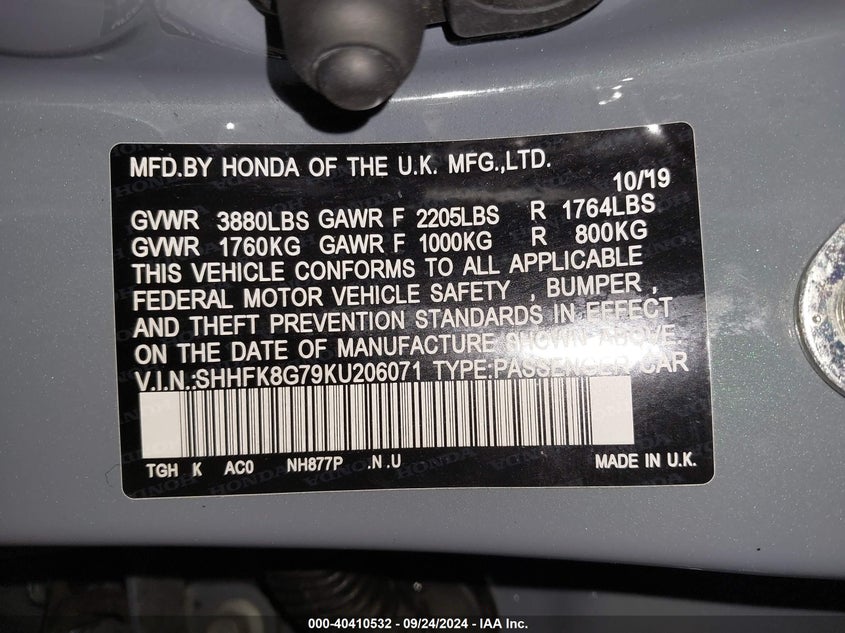 MFD.BY HONDA OF THE U.K. MFG.,LTD.
10/19
GVWR 3880LBS GAWR F 2205LBS R 1764LBS
GVWR 1760KG GAWR F 1000KG R 800KG
THIS VEHICLE CONFORMS TO ALL APPLICABLE
FEDERAL MOTOR VEHICLE SAFETY , BUMPER ,
AND THEFT PREVENTION STANDARDS IN EFFECT
ON THE DATE OF MANUFACTURE SHOWN ABOVE
V.I.N.:SHHFK8G79KU206071 TYPE:PASSENGER CAR
TGH K AC0 NH877P .N .U MADE IN U.K.
000-40410532 - 09/24/2024 - IAA Inc.